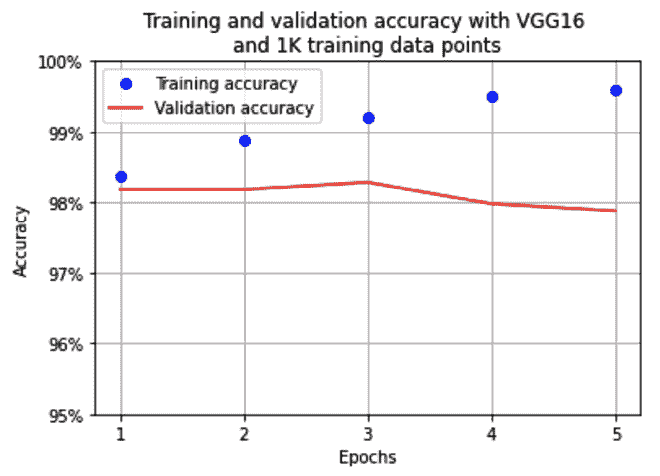 Training and validation accuracy with VGG16
and 1K training data points
100%
Training accuracy
Validation accuracy
99%
98%
97%
96%
95%
Accuracy
1 2 3 4 5
Epochs